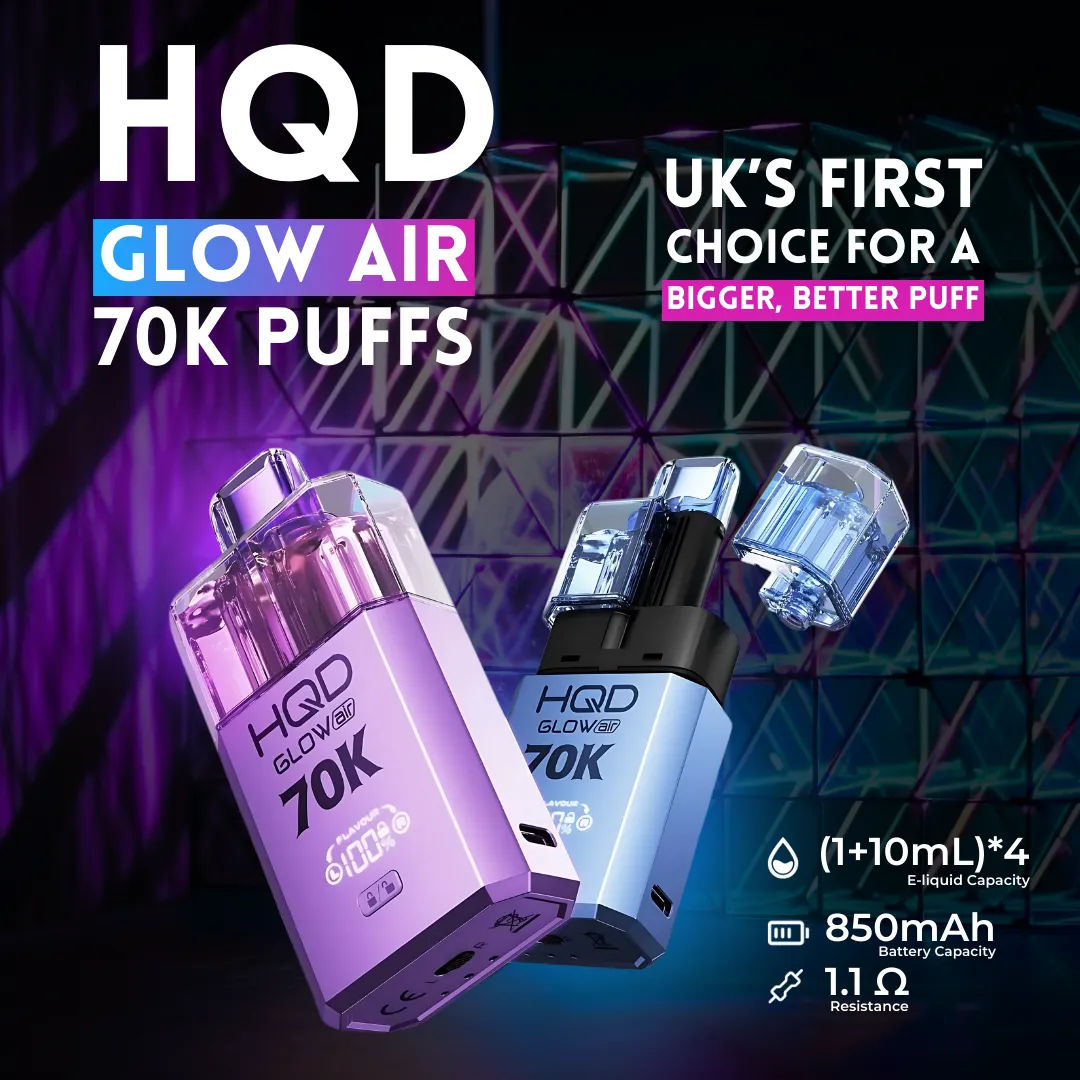 HQD
GLOW AIR
70K PUFFS
UK'S FIRST
CHOICE FOR A
BIGGER, BETTER PUFF
HQD
GLOW air
70K
FLAVOUR
L 100% R
CE
HQD
GLOW air
70K
(1+10mL)*4
E-liquid Capacity
850mAh
Battery Capacity
1.1 Ω
Resistance